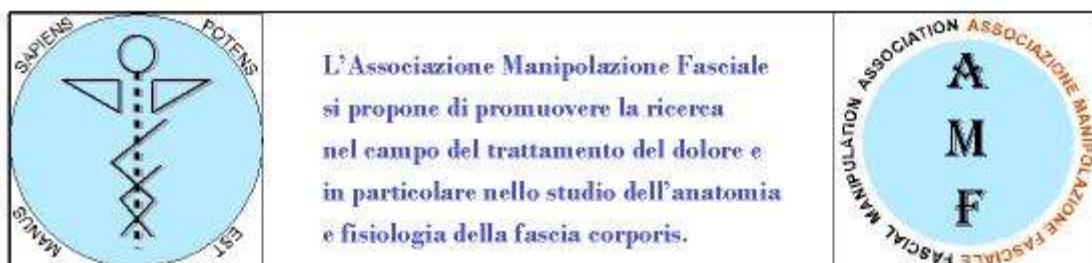 SAPIENS
POTENS
MANUS
EST
L'Associazione Manipolazione Fasciale
si propone di promuovere la ricerca
nel campo del trattamento del dolore e
in particolare nello studio dell'anatomia
e fisiologia della fascia corporis.
FASCIAL MANIPULATION ASSOCIATION
ASSOCIAZIONE MANIPOLAZIONE FASCIALE
A
M
F